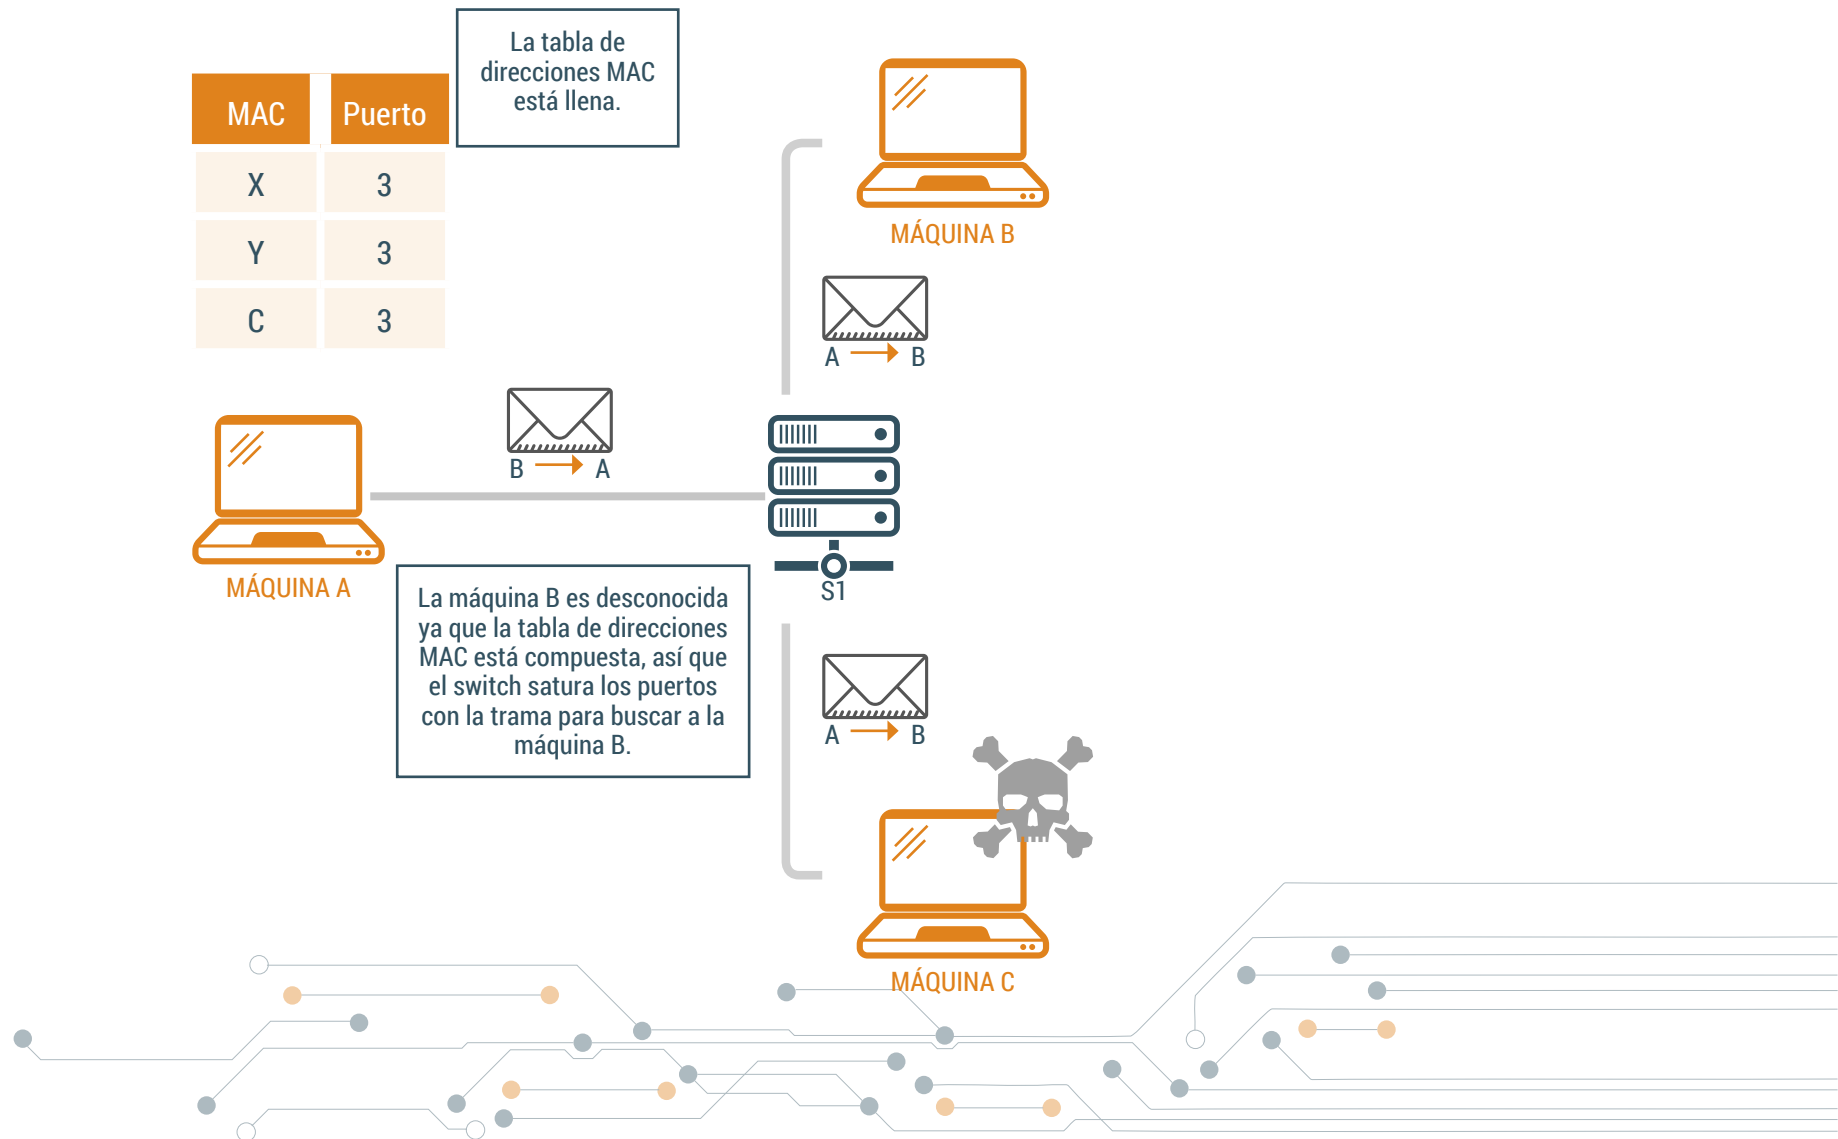 La tabla de
direcciones MAC
está llena.
MAC Puerto
X 3
Y 3
C 3
MÁQUINA B
A B
B A
MÁQUINA A
S1
La máquina B es desconocida
ya que la tabla de direcciones
MAC está compuesta, así que
el switch satura los puertos
con la trama para buscar a la
máquina B.
A B
MÁQUINA C